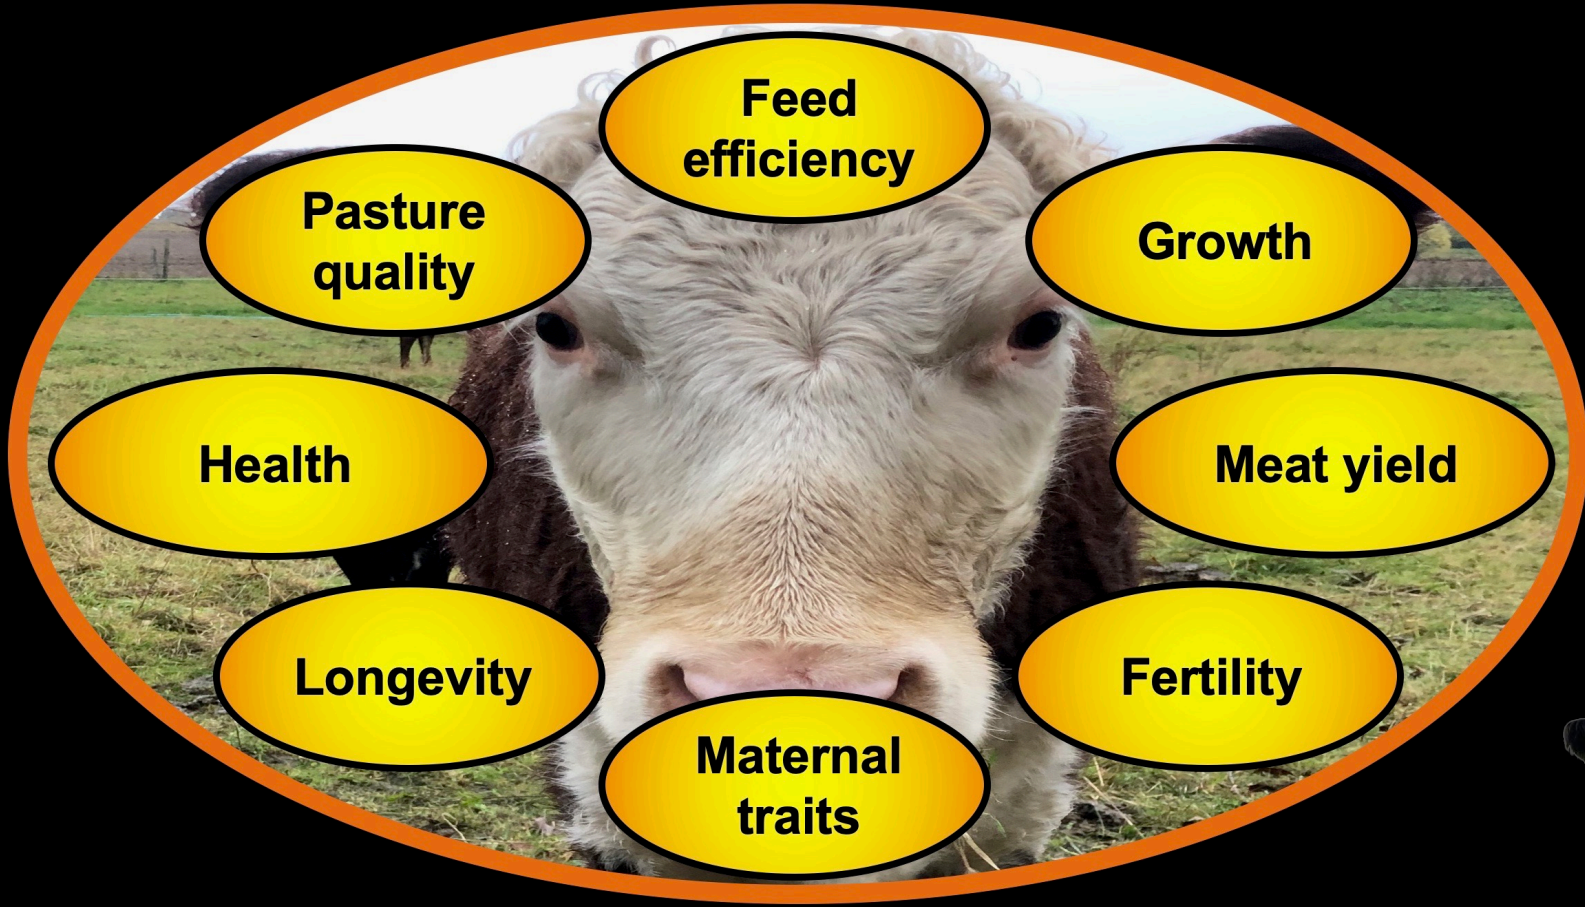 Feed
efficiency
Pasture
quality
Growth
Health
Meat yield
Longevity
Fertility
Maternal
traits